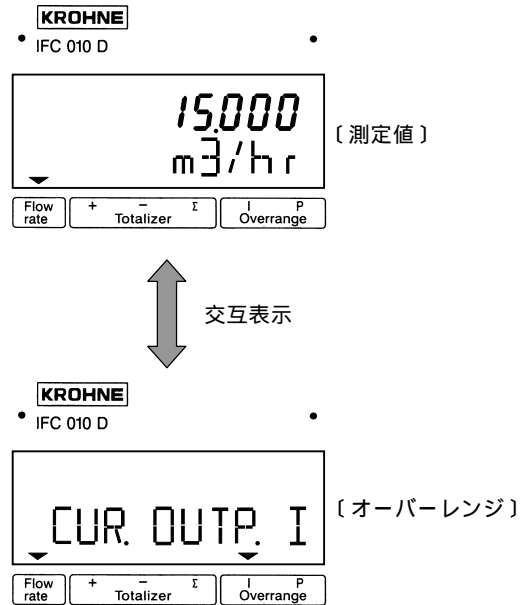 KROHNE
IFC 010 D
15.000
〔測定値〕
m3/hr
Flow rate + − Σ Totalizer I P Overrange
交互表示
KROHNE
IFC 010 D
CUR. OUTP. I
〔オーバーレンジ〕
Flow rate + − Σ Totalizer I P Overrange